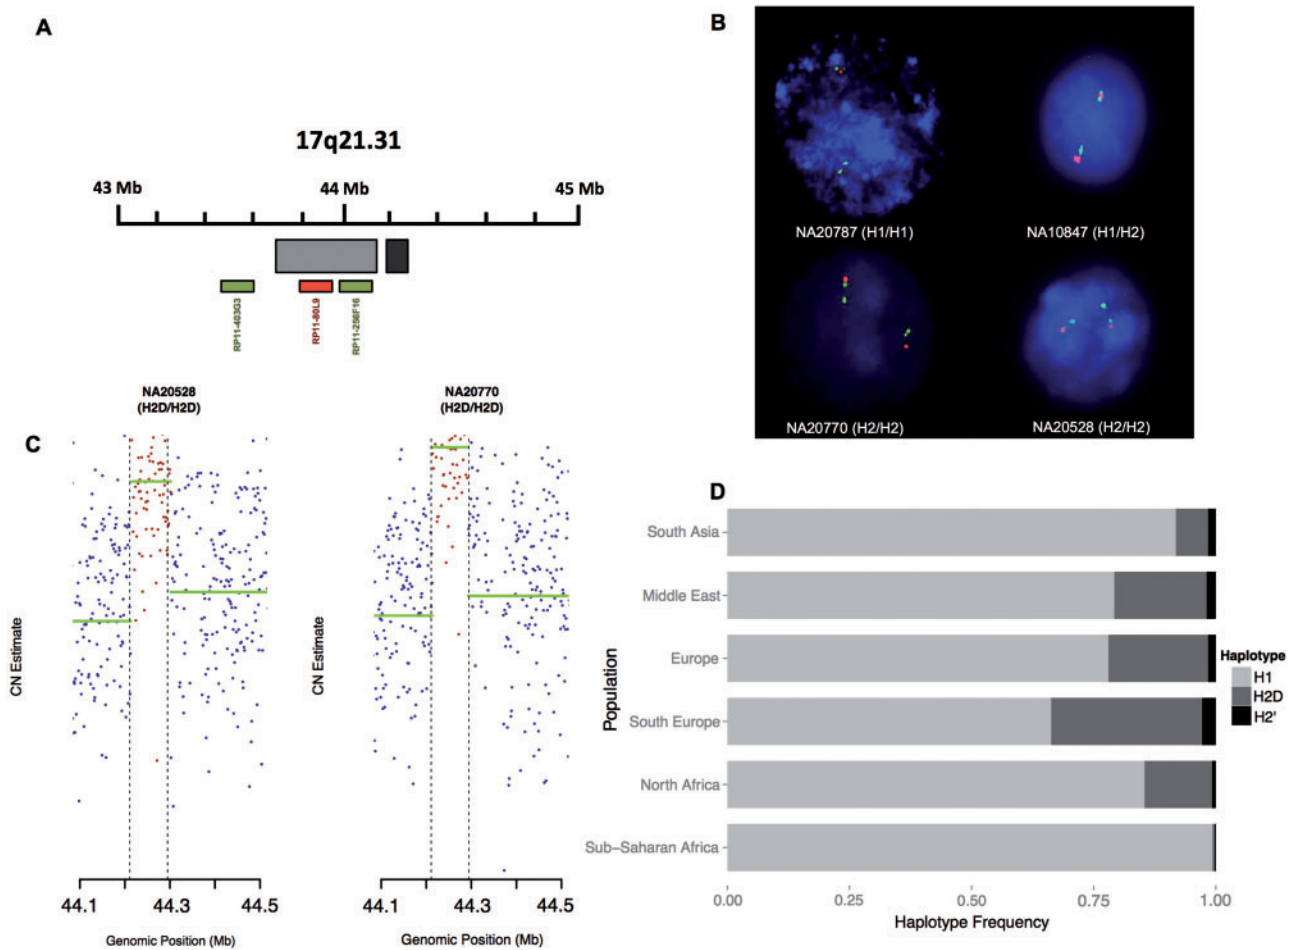 A
17q21.31
43 Mb 44 Mb 45 Mb
RP11-403G3
RP11-80L9
RP11-256F16
B
NA20787 (H1/H1)
NA10847 (H1/H2)
NA20770 (H2/H2)
NA20528 (H2/H2)
C
NA20528
(H2D/H2D)
CN Estimate
44.1 44.3 44.5
Genomic Position (Mb)
NA20770
(H2D/H2D)
CN Estimate
44.1 44.3 44.5
Genomic Position (Mb)
D
Population
South Asia
Middle East
Europe
South Europe
North Africa
Sub-Saharan Africa
0.00 0.25 0.50 0.75 1.00
Haplotype Frequency
Haplotype
H1
H2D
H2'